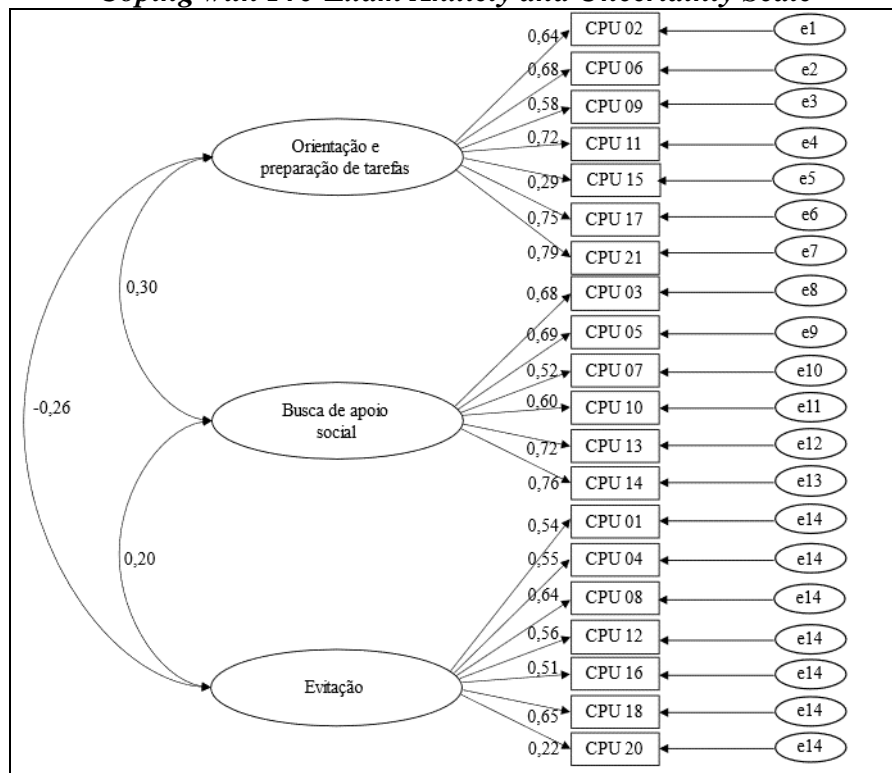 Coping with Pre-Exam Anxiety and Uncertainty Scale
0,64 CPU 02 e1
0,68 CPU 06 e2
0,58 CPU 09 e3
Orientação e
preparação de tarefas
0,72 CPU 11 e4
0,29 CPU 15 e5
0,75 CPU 17 e6
0,79 CPU 21 e7
0,30
0,68 CPU 03 e8
0,69 CPU 05 e9
0,52 CPU 07 e10
-0,26
Busca de apoio
social
0,60 CPU 10 e11
0,72 CPU 13 e12
0,76 CPU 14 e13
0,54 CPU 01 e14
0,20
0,55 CPU 04 e14
0,64 CPU 08 e14
0,56 CPU 12 e14
Evitação
0,51 CPU 16 e14
0,65 CPU 18 e14
0,22 CPU 20 e14